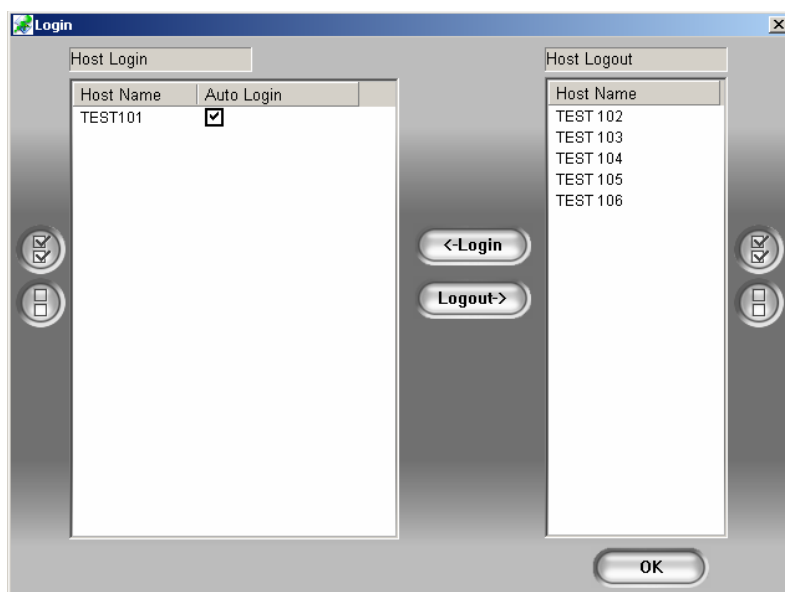 Login
Host Login
Host Logout
Host Name Auto Login
TEST101
Host Name
TEST 102
TEST 103
TEST 104
TEST 105
TEST 106
<-Login
Logout->
OK